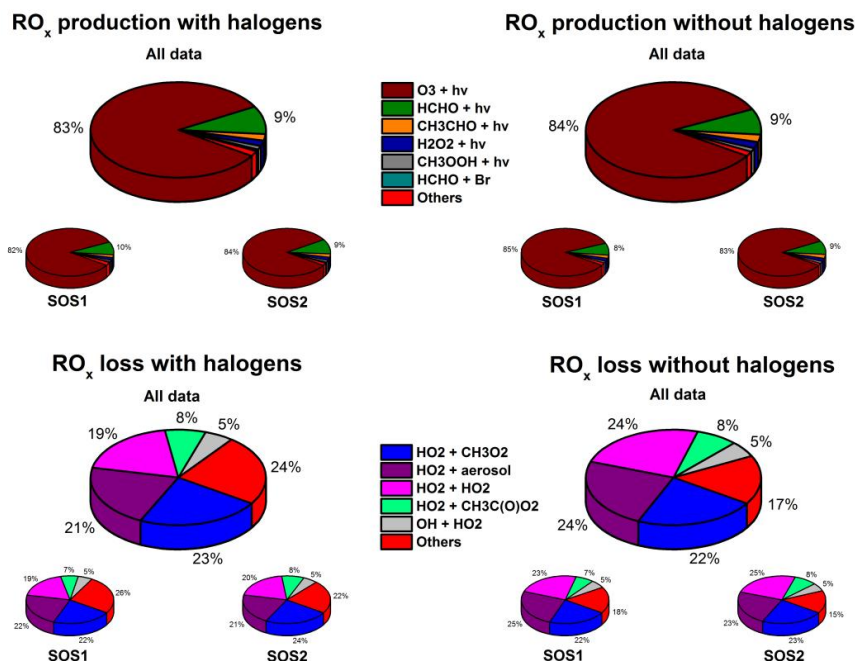 ROx production with halogens
All data
83%
9%
82%
10%
SOS1
84%
9%
SOS2
O3 + hv
HCHO + hv
CH3CHO + hv
H2O2 + hv
CH3OOH + hv
HCHO + Br
Others
ROx production without halogens
All data
84%
9%
85%
8%
SOS1
83%
9%
SOS2
ROx loss with halogens
All data
19%
8%
5%
24%
21%
23%
19%
7%
5%
26%
22%
22%
SOS1
20%
8%
5%
22%
21%
24%
SOS2
HO2 + CH3O2
HO2 + aerosol
HO2 + HO2
HO2 + CH3C(O)O2
OH + HO2
Others
ROx loss without halogens
All data
24%
8%
5%
17%
24%
22%
23%
7%
5%
18%
25%
22%
SOS1
25%
8%
5%
15%
23%
23%
SOS2